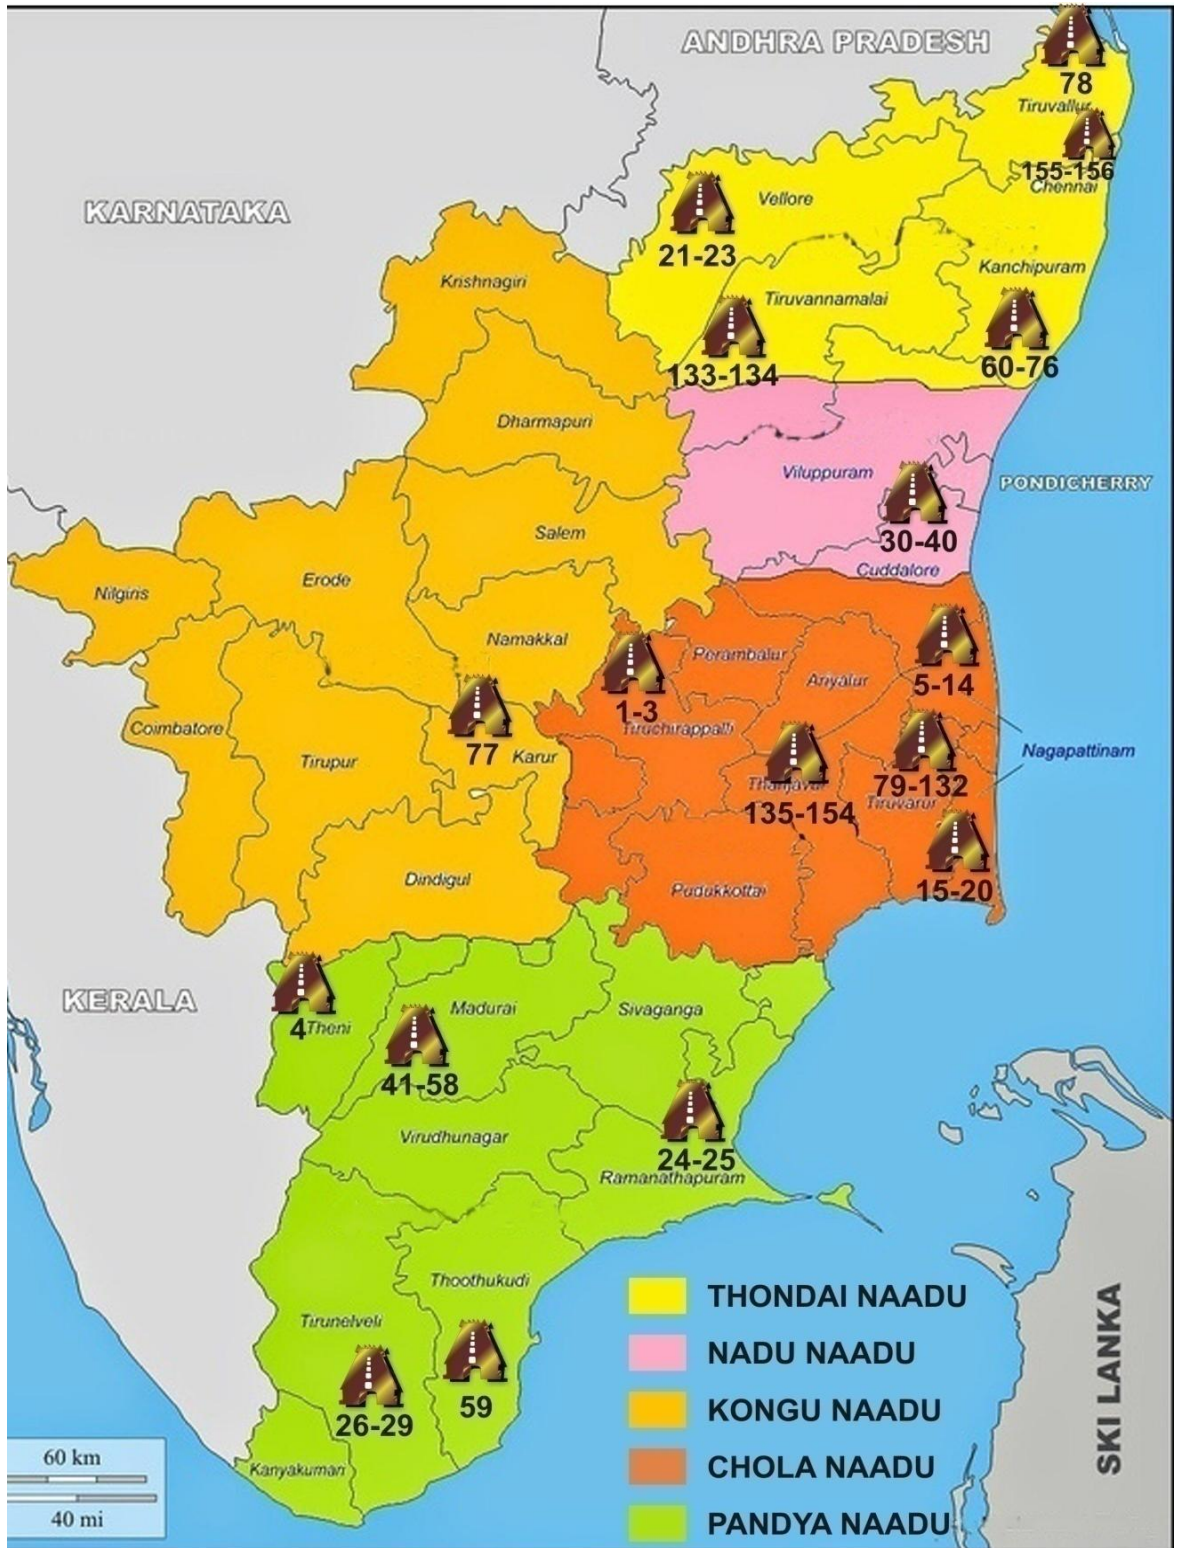 ANDHRA PRADESH
78
Tiruvallur
155-156
Chennai
KARNATAKA
Vellore
21-23
Krishnagiri
Kanchipuram
Tiruvannamalai
133-134
60-76
Dharmapuri
Viluppuram
PONDICHERRY
Salem
30-40
Cuddalore
Erode
Nilgiris
Namakkal
Perambalur
Ariyalur
5-14
1-3
Tiruchirappalli
Coimbatore
77
Karur
Tirupur
Nagapattinam
Thanjavur
79-132
Tiruvarur
135-154
Dindigul
Pudukkottai
15-20
KERALA
4
Theni
Madurai
Sivaganga
41-58
Virudhunagar
24-25
Ramanathapuram
Thoothukudi
Tirunelveli
59
26-29
Kanyakumari
THONDAI NAADU
NADU NAADU
KONGU NAADU
CHOLA NAADU
PANDYA NAADU
SKI LANKA
60 km
40 mi